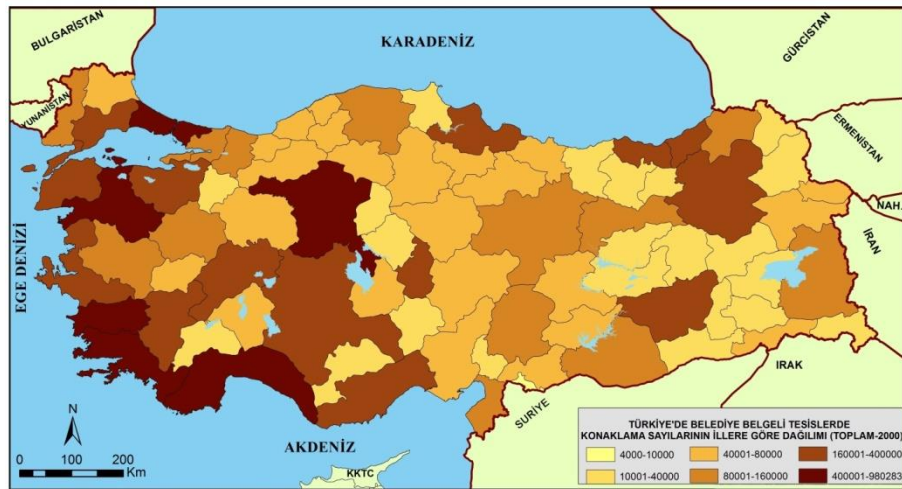 BULGARİSTAN
KARADENİZ
GÜRCİSTAN
YUNANİSTAN
ERMENİSTAN
NAH.
İRAN
EGE DENİZİ
N
IRAK
SURİYE
AKDENİZ
KKTC
0 50 100 200
Km
TÜRKİYE'DE BELEDİYE BELGELİ TESİSLERDE
KONAKLAMA SAYILARININ İLLERE GÖRE DAĞILIMI (TOPLAM-2000)
4000-10000 40001-80000 160001-400000
10001-40000 80001-160000 400001-980283